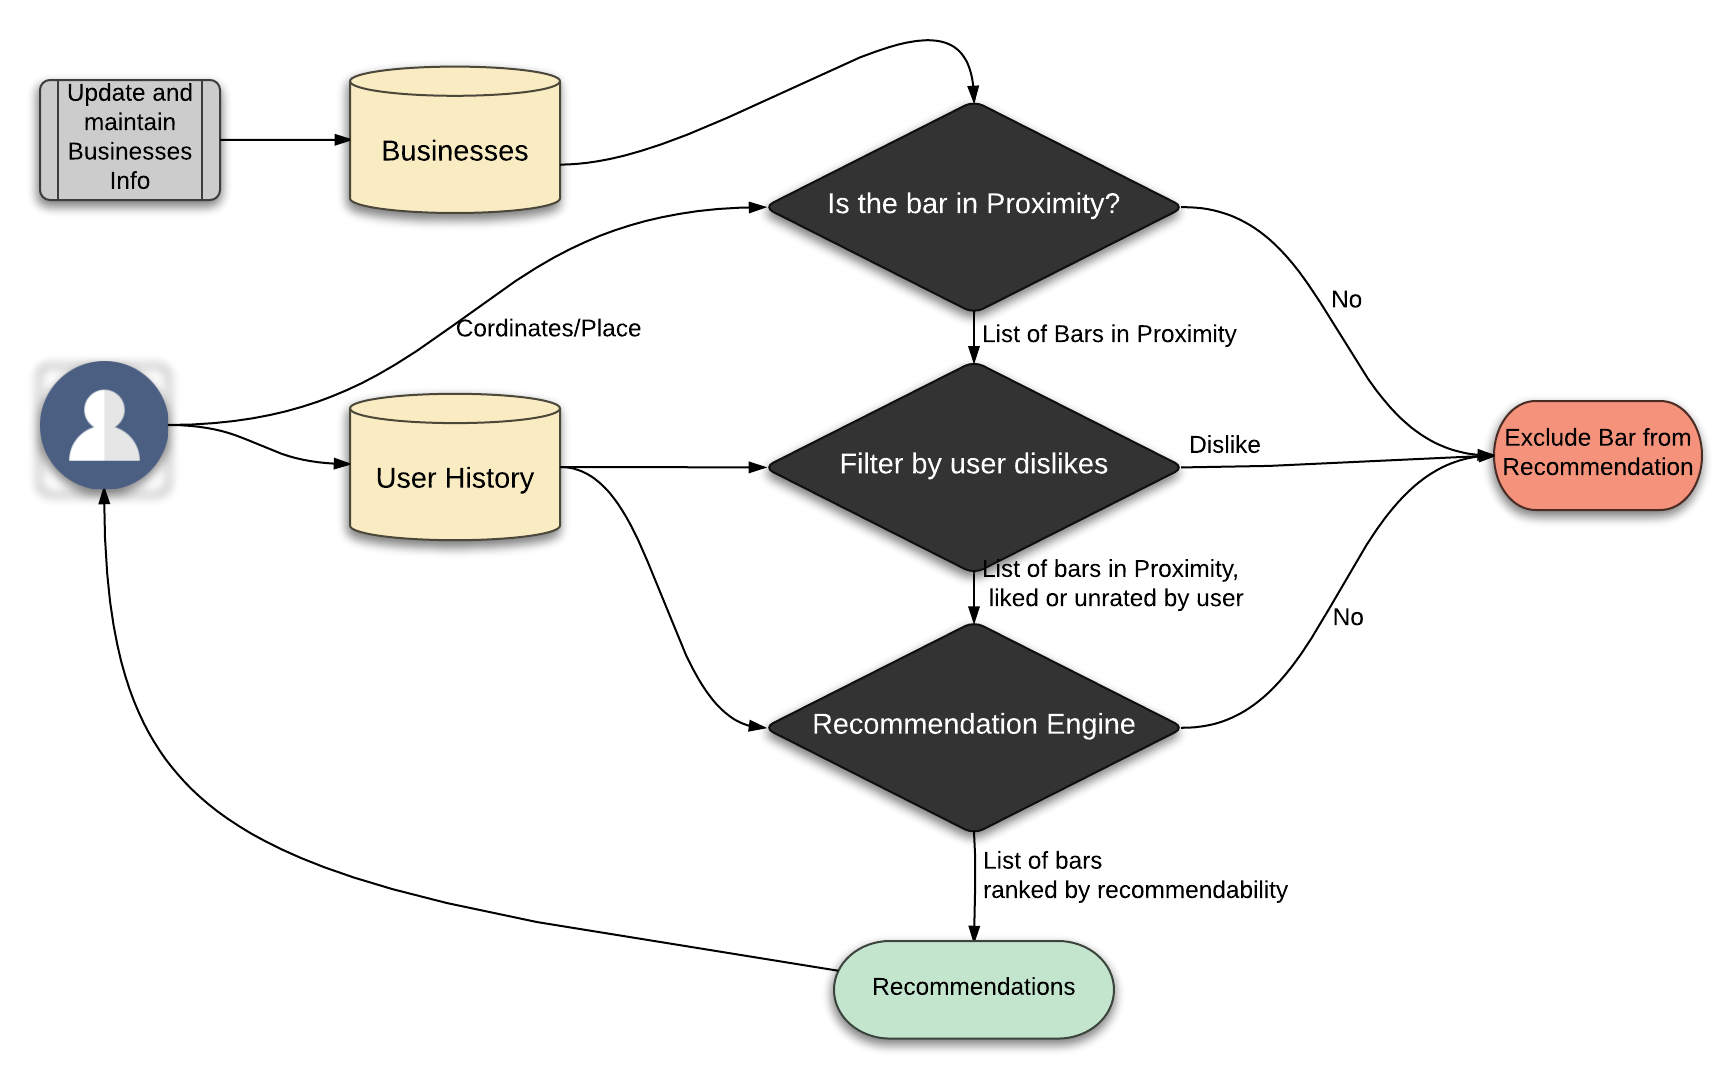 Update and
maintain
Businesses
Info
Businesses
Is the bar in Proximity?
No
Cordinates/Place
List of Bars in Proximity
User History
Filter by user dislikes
Dislike
Exclude Bar from
Recommendation
List of bars in Proximity,
liked or unrated by user
No
Recommendation Engine
List of bars
ranked by recommendability
Recommendations